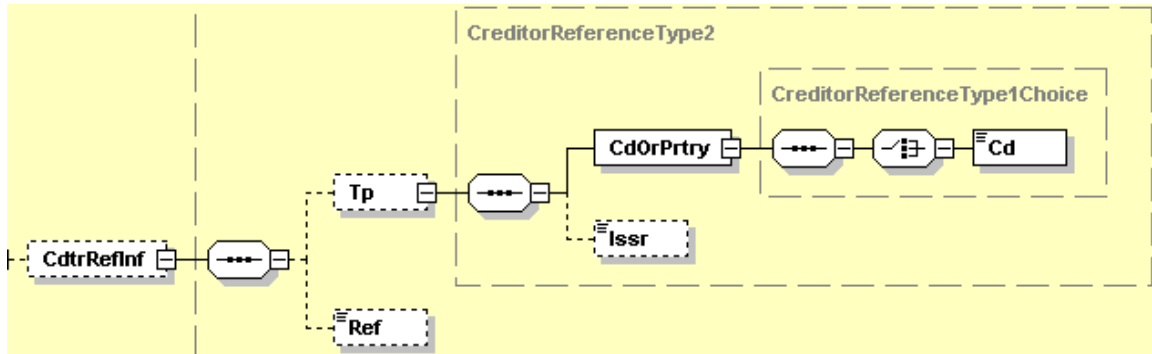 CreditorReferenceType2
CreditorReferenceType1Choice
CdOrPrtry
Cd
Tp
Issr
CdtrRefInf
Ref